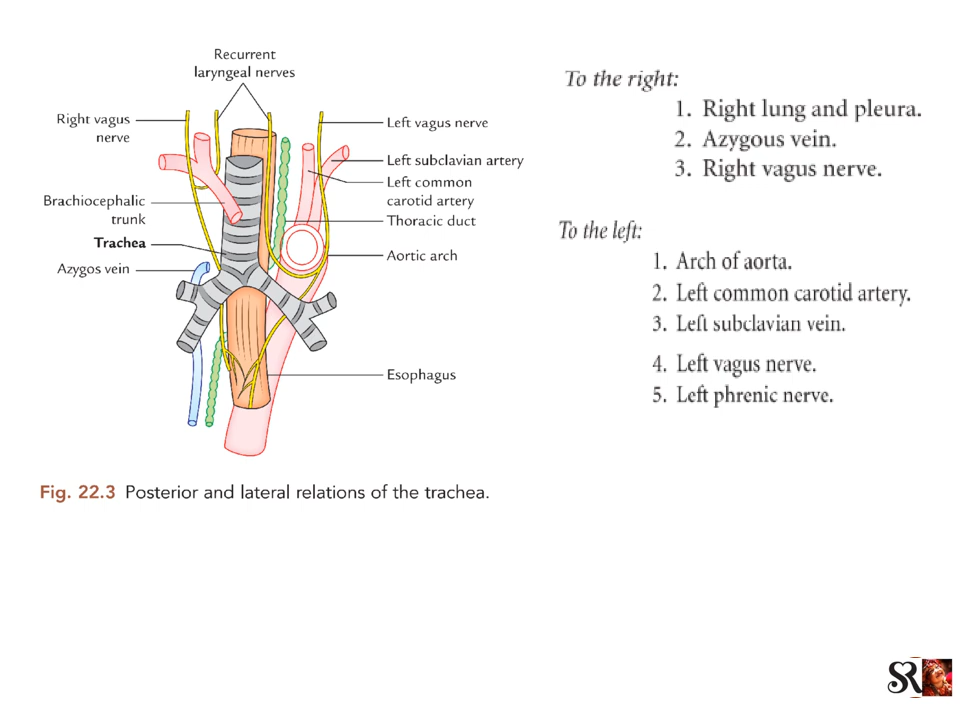 Recurrent
laryngeal nerves
Right vagus
nerve
Brachiocephalic
trunk
Trachea
Azygos vein
Left vagus nerve
Left subclavian artery
Left common
carotid artery
Thoracic duct
Aortic arch
Esophagus
Fig. 22.3 Posterior and lateral relations of the trachea.
To the right:
1. Right lung and pleura.
2. Azygous vein.
3. Right vagus nerve.
To the left:
1. Arch of aorta.
2. Left common carotid artery.
3. Left subclavian vein.
4. Left vagus nerve.
5. Left phrenic nerve.
SR